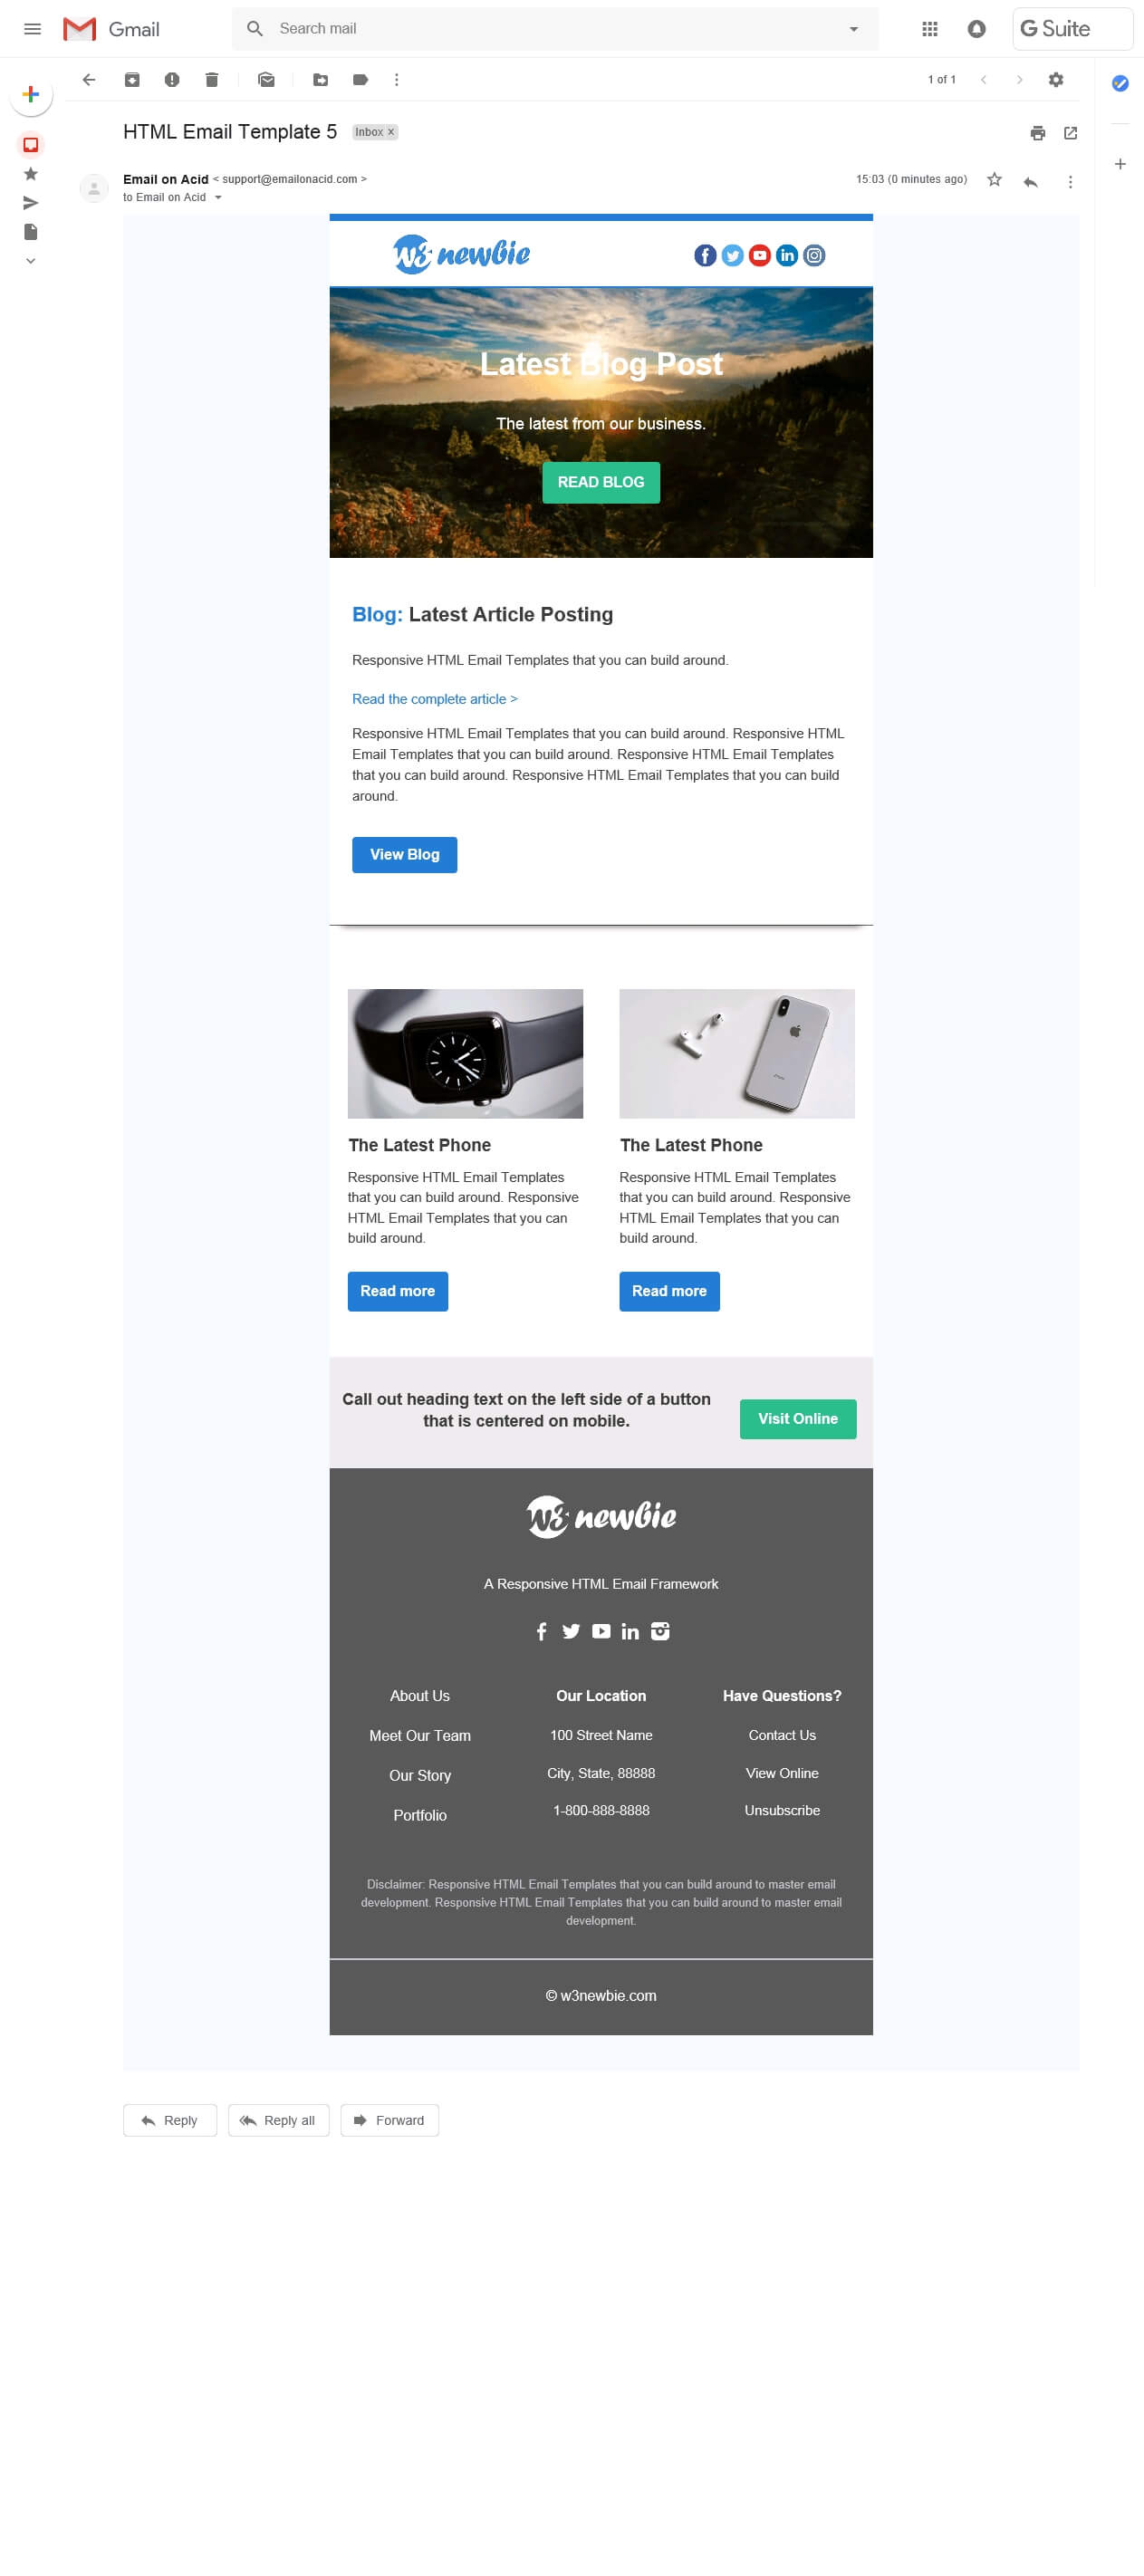 Gmail
Search mail
G Suite
1 of 1
HTML Email Template 5
Inbox x
Email on Acid < support@emailonacid.com >
15:03 (0 minutes ago)
to Email on Acid
W3 newbie
Latest Blog Post
The latest from our business.
READ BLOG
Blog: Latest Article Posting
Responsive HTML Email Templates that you can build around.
Read the complete article >
Responsive HTML Email Templates that you can build around. Responsive HTML
Email Temmplates that you can build around. Responsive HTML Email Templates
that you can build around. Responsive HTML Email Templates that you can build
around.
View Blog
The Latest Phone
Responsive HTML Email Templates
that you can build around. Responsive
HTML Email Templates that you can
build around.
Read more
The Latest Phone
Responsive HTML Email Templates
that you can build around. Responsive
HTML Email Templates that you can
build around.
Read more
Call out heading text on the left side of a button
that is centered on mobile.
Visit Online
W3 newbie
A Responsive HTML Email Framework
About Us
Meet Our Team
Our Story
Portfolio
Our Location
100 Street Name
City, State, 88888
1-800-888-8888
Have Questions?
Contact Us
View Online
Unsubscribe
Disclaimer: Responsive HTML Email Templates that you can build around to master email
development. Responsive HTML Email Templates that you can build around to master email
development.
© w3newbie.com
Reply
Reply all
Forward